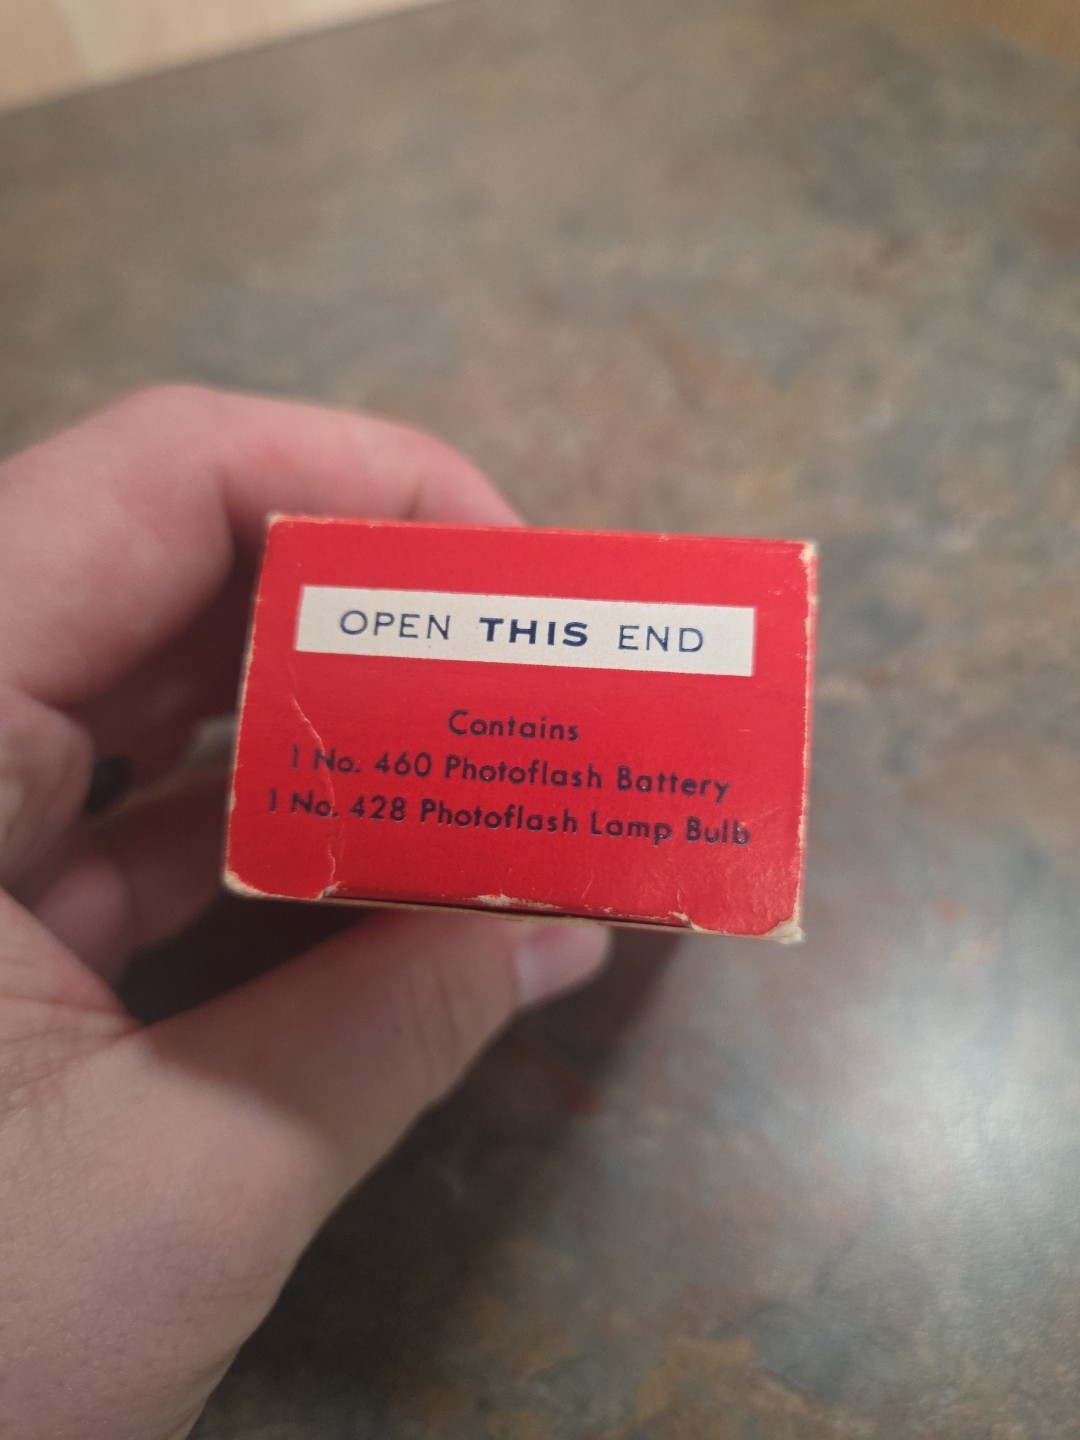 OPEN THIS END
Contains
1 No. 460 Photoflash Battery
1 No. 428 Photoflash Lamp Bulb